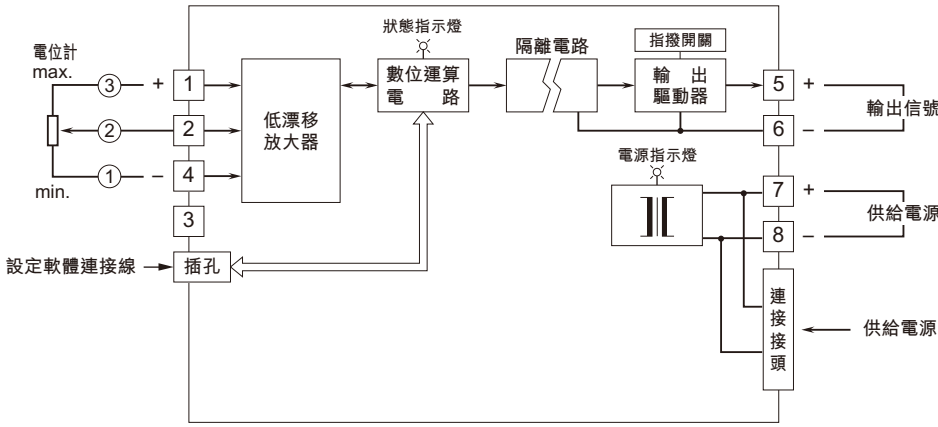 狀態指示燈
隔離電路
指撥開關
電位計
max.
③
+
1
數位運算
電 路
輸 出
驅動器
5
+
輸出信號
②
2
低漂移
放大器
6
–
①
–
4
min.
電源指示燈
7
+
供給電源
3
8
–
設定軟體連接線
插孔
連接接頭
供給電源